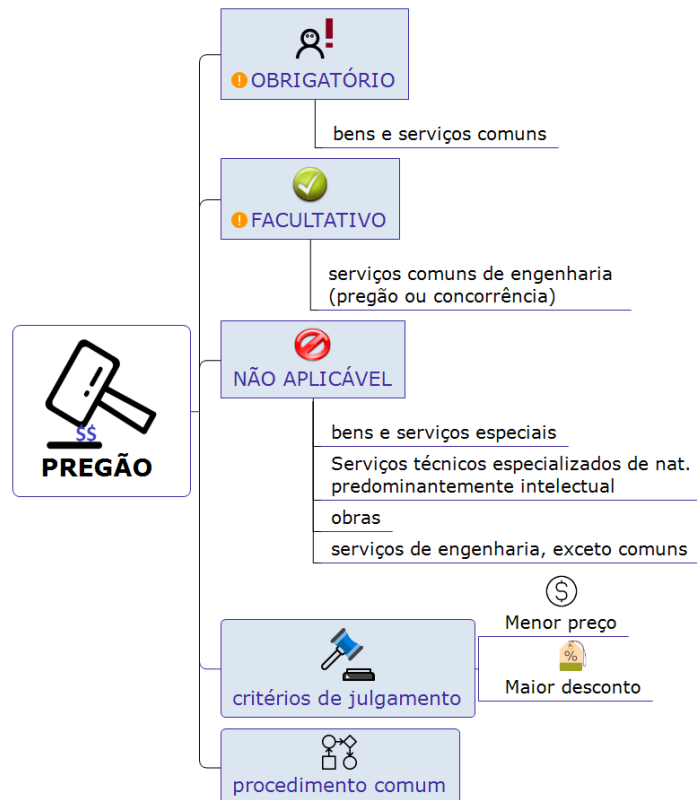 OBRIGATÓRIO
bens e serviços comuns
FACULTATIVO
serviços comuns de engenharia
(pregão ou concorrência)
NÃO APLICÁVEL
bens e serviços especiais
Serviços técnicos especializados de nat.
predominantemente intelectual
obras
serviços de engenharia, exceto comuns
$$
PREGÃO
$
Menor preço
%
Maior desconto
critérios de julgamento
procedimento comum